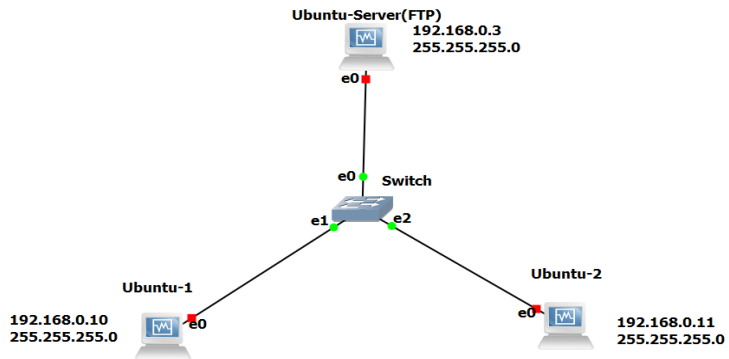 Ubuntu-Server(FTP)
192.168.0.3
255.255.255.0
e0
e0
Switch
e1
e2
Ubuntu-1
e0
192.168.0.10
255.255.255.0
Ubuntu-2
e0
192.168.0.11
255.255.255.0